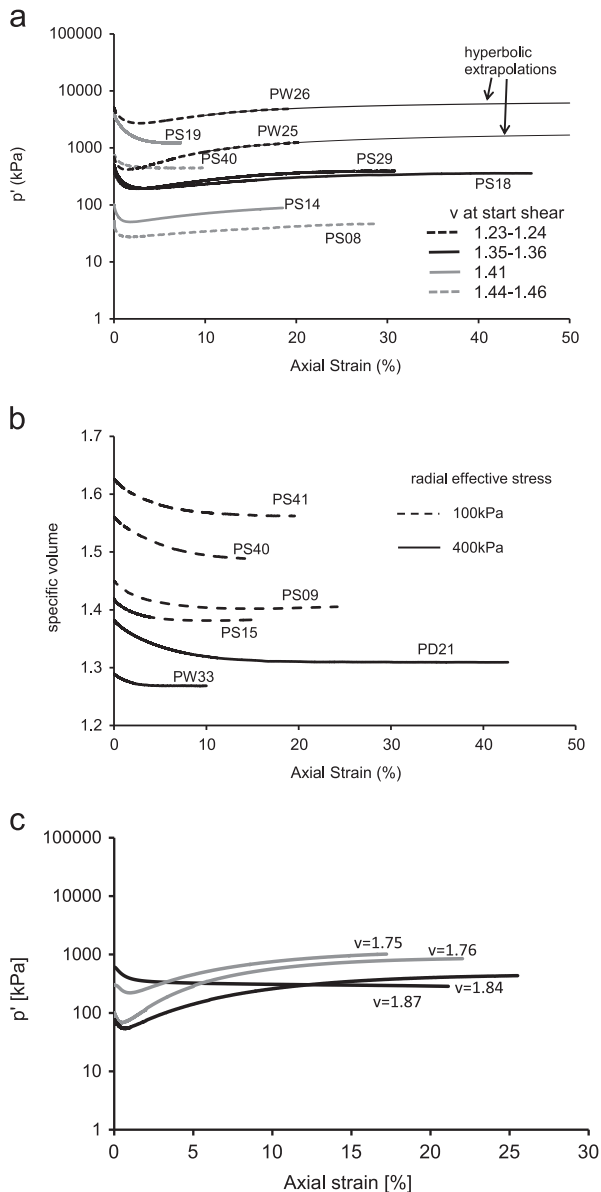 a
100000
10000
1000
100
10
1
p' (kPa)
0
10
20
30
40
50
Axial Strain (%)
hyperbolic
extrapolations
PW26
PS19
PW25
PS40
PS29
PS18
PS14
PS08
v at start shear
1.23-1.24
1.35-1.36
1.41
1.44-1.46
b
1.7
1.6
1.5
1.4
1.3
1.2
specific volume
0
10
20
30
40
50
Axial Strain (%)
radial effective stress
100kPa
400kPa
PS41
PS40
PS09
PS15
PD21
PW33
c
100000
10000
1000
100
10
1
p' [kPa]
0
5
10
15
20
25
30
Axial strain [%]
v=1.75
v=1.76
v=1.87
v=1.84